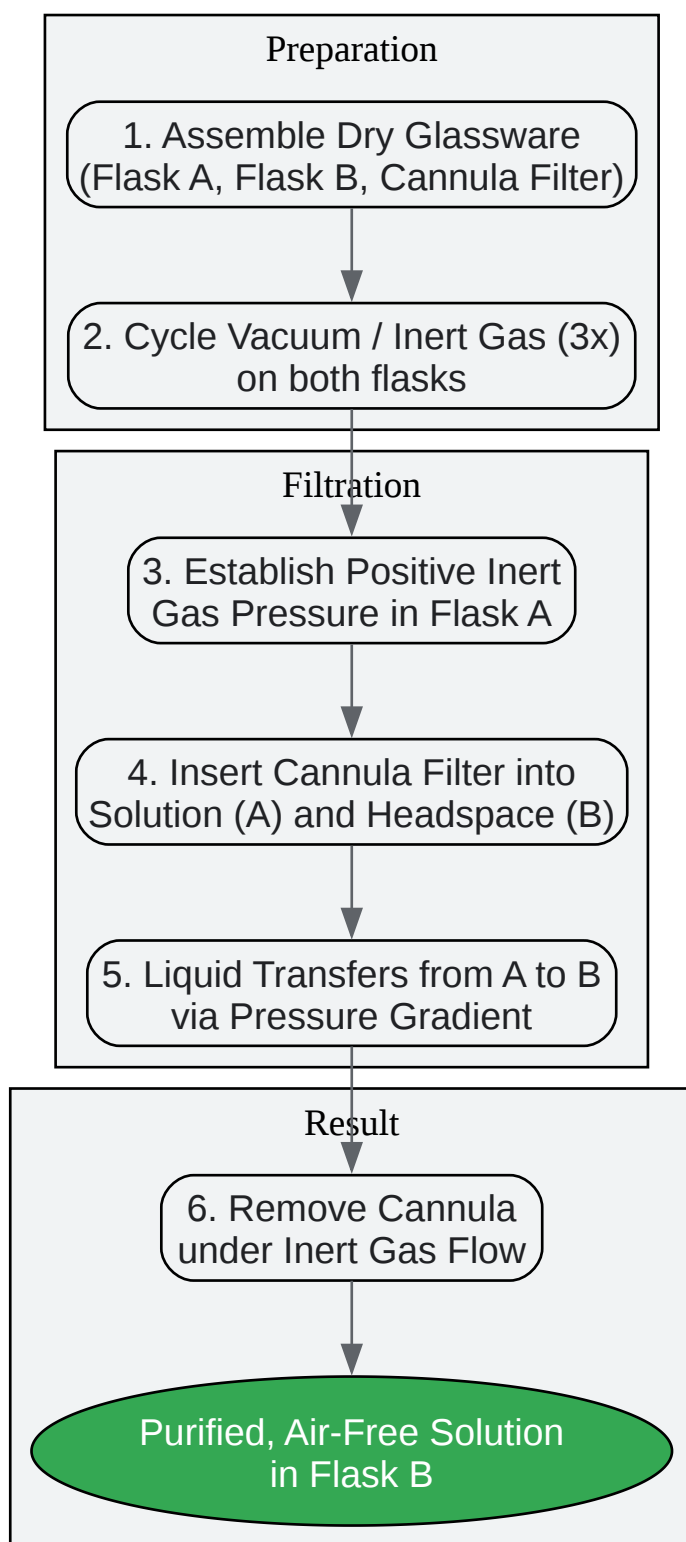 Preparation
1. Assemble Dry Glassware
(Flask A, Flask B, Cannula Filter)
2. Cycle Vacuum / Inert Gas (3x)
on both flasks
Filtration
3. Establish Positive Inert
Gas Pressure in Flask A
4. Insert Cannula Filter into
Solution (A) and Headspace (B)
5. Liquid Transfers from A to B
via Pressure Gradient
Result
6. Remove Cannula
under Inert Gas Flow
Purified, Air-Free Solution
in Flask B